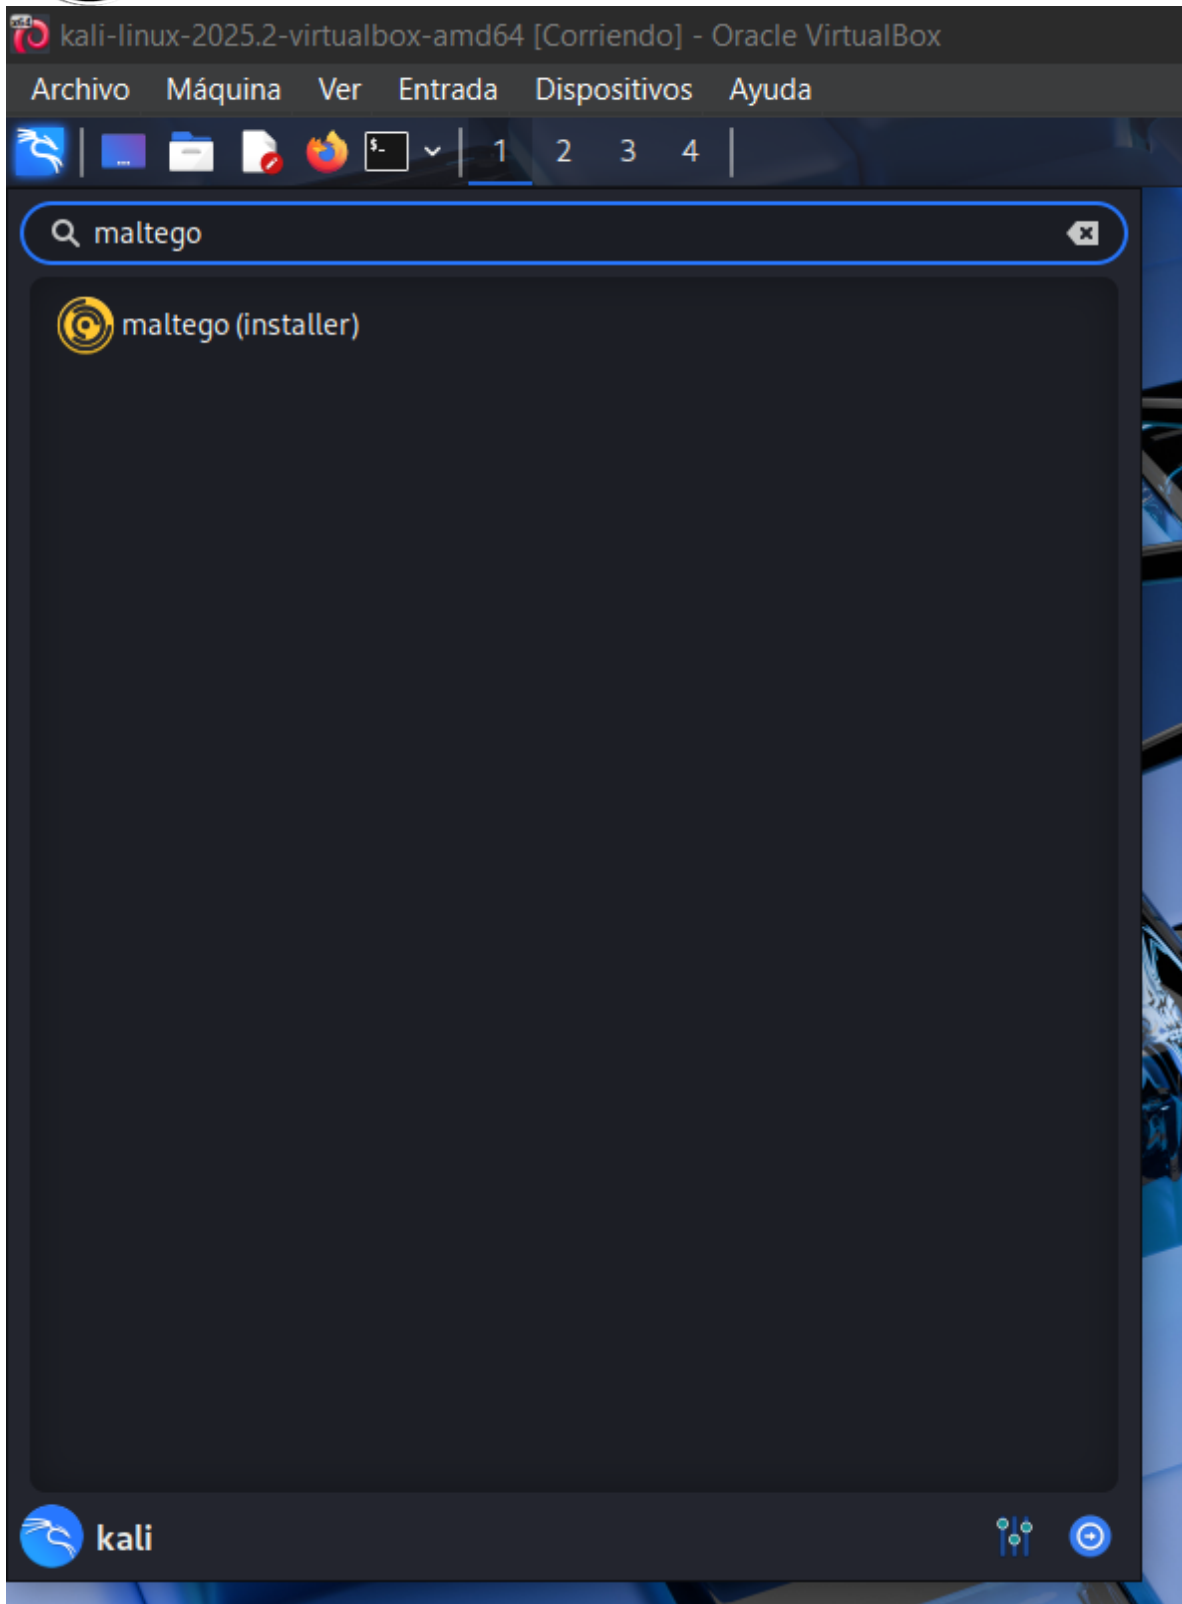 kali-linux-2025.2-virtualbox-amd64 [Corriendo] - Oracle VirtualBox
Archivo Máquina Ver Entrada Dispositivos Ayuda
$- 1 2 3 4
maltego
maltego (installer)
kali